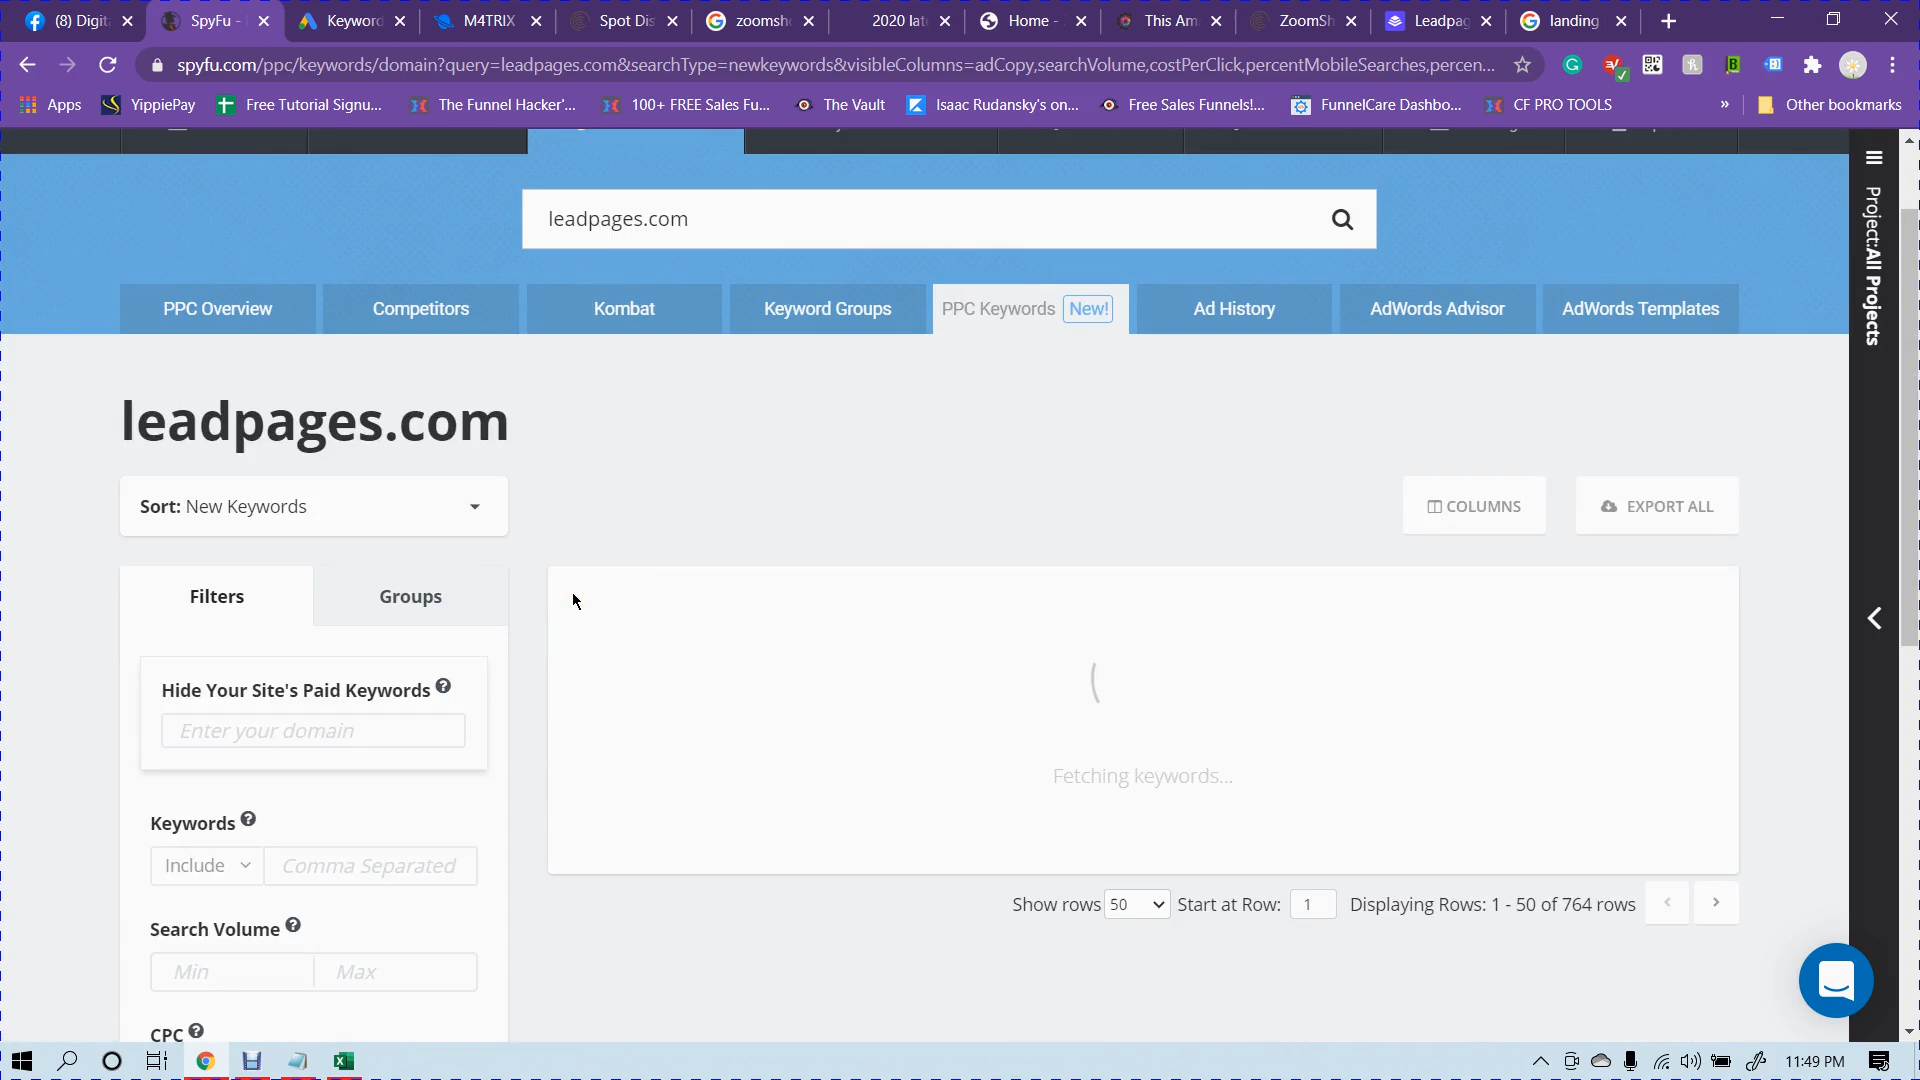 (8) Digit
SpyFu -
Keyword
M4TRIX
Spot Dis
zoomsh
2020 lat
Home -
This Am
ZoomSh
Leadpag
landing
spyfu.com/ppc/keywords/domain?query=leadpages.com&searchType=newkeywords&visibleColumns=adCopy,searchVolume,costPerClick,percentMobileSearches,percen...
Apps
YippiePay
Free Tutorial Signu...
The Funnel Hacker'...
100+ FREE Sales Fu...
The Vault
Isaac Rudansky's on...
Free Sales Funnels!...
FunnelCare Dashbo...
CF PRO TOOLS
»
Other bookmarks
leadpages.com
Project:All Projects
PPC Overview
Competitors
Kombat
Keyword Groups
PPC Keywords New!
Ad History
AdWords Advisor
AdWords Templates
leadpages.com
Sort: New Keywords
COLUMNS
EXPORT ALL
Filters
Groups
Hide Your Site's Paid Keywords ?
Enter your domain
Fetching keywords...
Keywords ?
Include
Comma Separated
Show rows 50 Start at Row: 1 Displaying Rows: 1 - 50 of 764 rows
Search Volume ?
Min
Max
CPC ?
11:49 PM